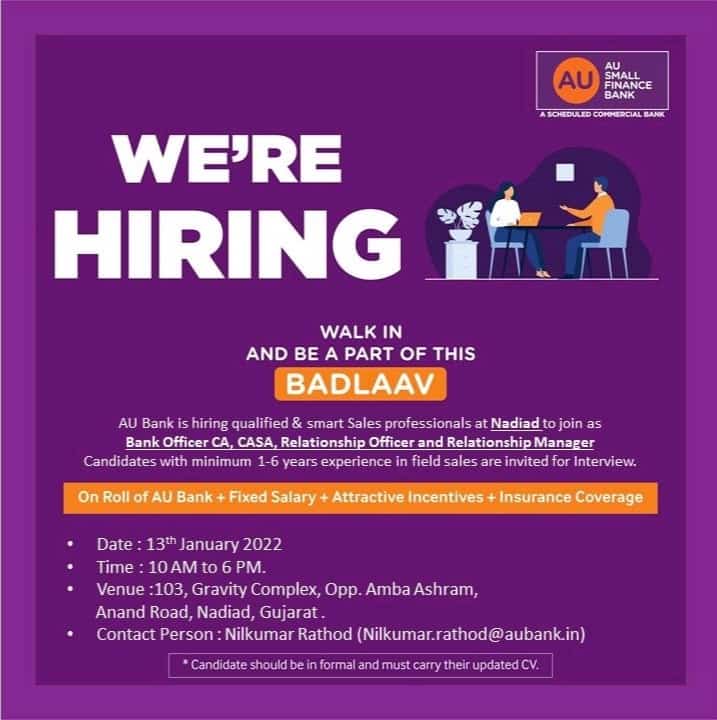 AU
AU
SMALL
FINANCE
BANK
A SCHEDULED COMMERCIAL BANK
WE'RE
HIRING
WALK IN
AND BE A PART OF THIS
BADLAAV
AU Bank is hiring qualified & smart Sales professionals at Nadiad to join as
Bank Officer CA, CASA, Relationship Officer and Relationship Manager
Candidates with minimum 1-6 years experience in field sales are invited for Interview.
On Roll of AU Bank + Fixed Salary + Attractive Incentives + Insurance Coverage
• Date : 13th January 2022
• Time : 10 AM to 6 PM.
• Venue :103, Gravity Complex, Opp. Amba Ashram,
Anand Road, Nadiad, Gujarat .
• Contact Person : Nilkumar Rathod (Nilkumar.rathod@aubank.in)
* Candidate should be in formal and must carry their updated CV.